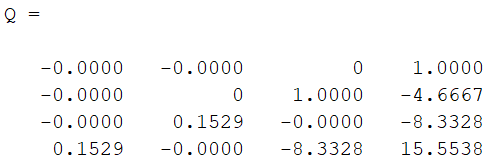 Q =
-0.0000 -0.0000 0 1.0000
-0.0000 0 1.0000 -4.6667
-0.0000 0.1529 -0.0000 -8.3328
0.1529 -0.0000 -8.3328 15.5538